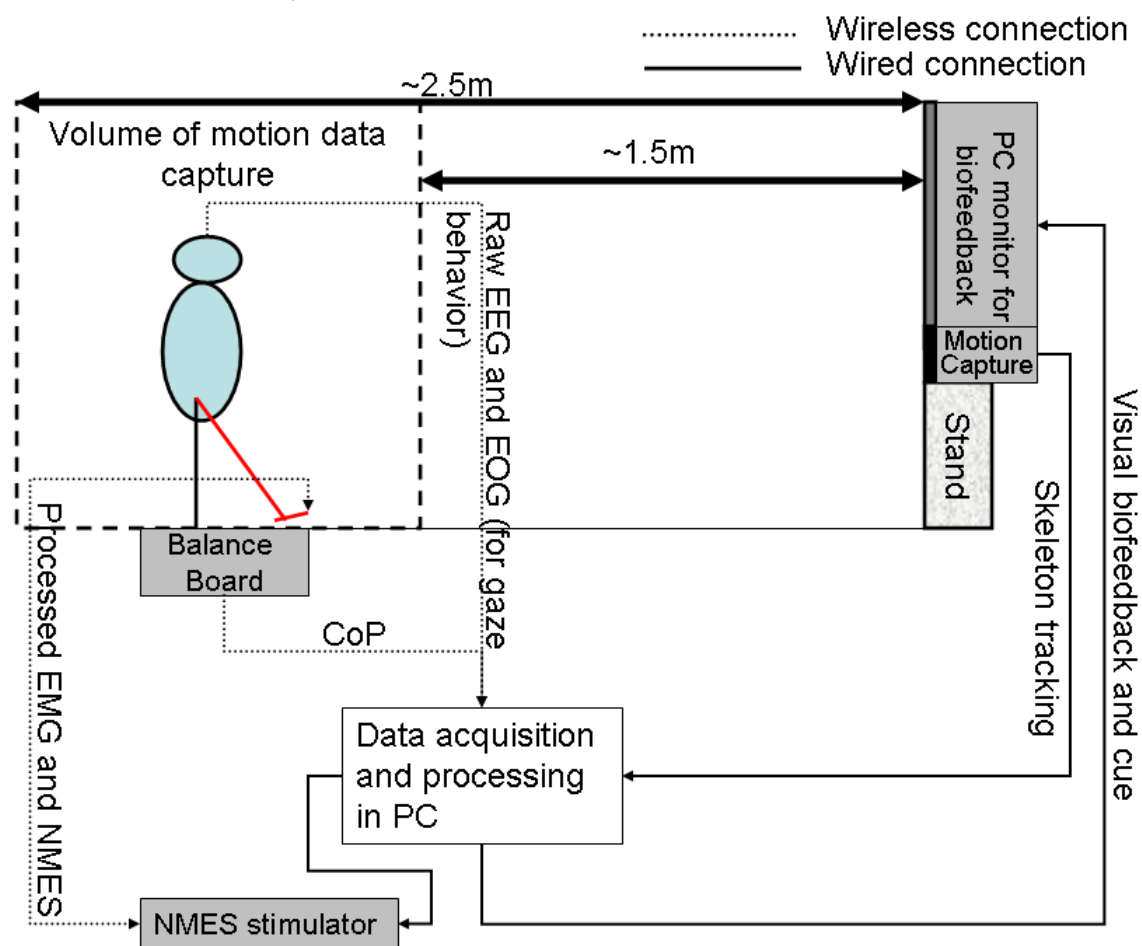 Wireless connection
Wired connection
~2.5m
Volume of motion data
capture
~1.5m
PC monitor for
biofeedback
Motion
Capture
Stand
Raw EEG and EOG (for gaze
behavior)
Balance
Board
CoP
Processed EMG and NMES
Skeleton tracking
Visual biofeedback and cue
Data acquisition
and processing
in PC
NMES stimulator